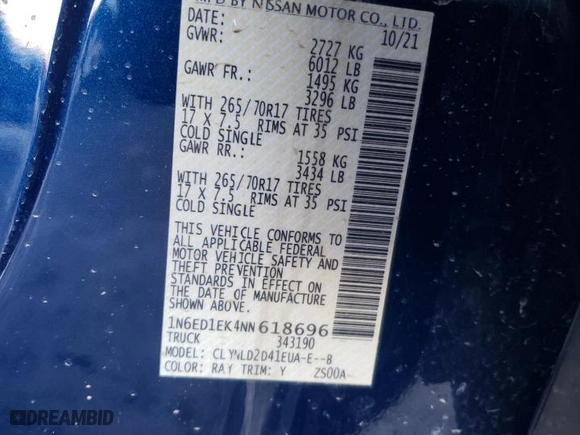 MFD BY NISSAN MOTOR CO., LTD.
DATE: 10/21
GVWR: 2727 KG
6012 LB
GAWR FR.: 1495 KG
3296 LB
WITH 265/70R17 TIRES
17 X 7.5 RIMS AT 35 PSI
COLD SINGLE
GAWR RR.: 1558 KG
3434 LB
WITH 265/70R17 TIRES
17 X 7.5 RIMS AT 35 PSI
COLD SINGLE
THIS VEHICLE CONFORMS TO
ALL APPLICABLE FEDERAL
MOTOR VEHICLE SAFETY AND
THEFT PREVENTION
STANDARDS IN EFFECT ON
THE DATE OF MANUFACTURE
SHOWN ABOVE.
1N6ED1EK4NN618696
TRUCK 343190
MODEL: CLYNLD2D41EUA-E--B
COLOR: RAY TRIM: Y ZS00A
DREAMBID